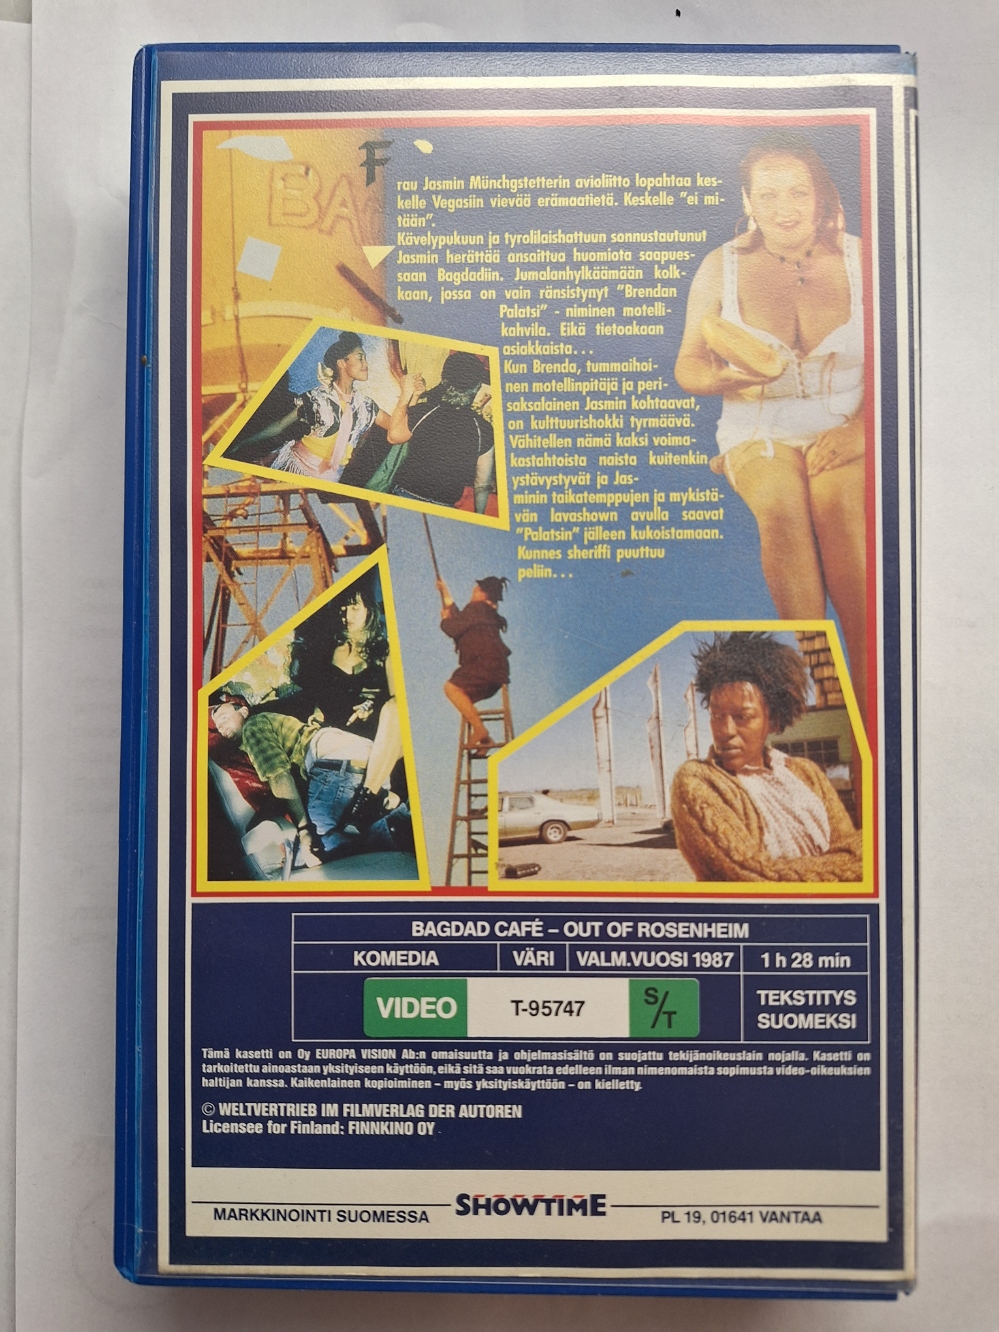 BA
Frau Jasmin Münchgstetterin avioliitto lopahtaa kes-
kelle Vegasiin vievää erämaatietä. Keskelle "ei mi-
tään".
Kävelypukuun ja tyrolilaishattuun sonnustautunut
Jasmin herättää ansaittua huomiota saapues-
saan Bagdadiin. Jumalanhylkäämään kolk-
kaan, jossa on vain ränsistynyt "Brendan
Palatsi" - niminen motelli-
kahvila. Eikä tietoakaan
asiakkaista...
Kun Brenda, tummaihoi-
nen motellinpitäjä ja peri-
saksalainen Jasmin kohtaavat,
on kulttuurishokki tyrmäävä.
Vähitellen nämä kaksi voima-
kastahtoista naista kuitenkin
ystävystyvät ja Jas-
minin taikatemppujen ja mykistä-
vän lavashown avulla saavat
"Palatsin" jälleen kukoistamaan.
Kunnes sheriffi puuttuu
peliin...
BAGDAD CAFÉ – OUT OF ROSENHEIM
KOMEDIA VÄRI VALM.VUOSI 1987 1 h 28 min
VIDEO T-95747 S/T TEKSTITYS
SUOMEKSI
Tämä kasetti on Oy EUROPA VISION Ab:n omaisuutta ja ohjelmasisältö on suojattu tekijänoikeuslain nojalla. Kasetti on
tarkoitettu ainoastaan yksityiseen käyttöön, eikä sitä saa vuokrata edelleen ilman nimenomaista sopimusta video-oikeuksien
haltijan kanssa. Kaikenlainen kopioiminen – myös yksityiskäyttöön – on kielletty.
© WELTVERTRIEB IM FILMVERLAG DER AUTOREN
Licensee for Finland: FINNKINO OY
MARKKINOINTI SUOMESSA SHOWTIME PL 19, 01641 VANTAA